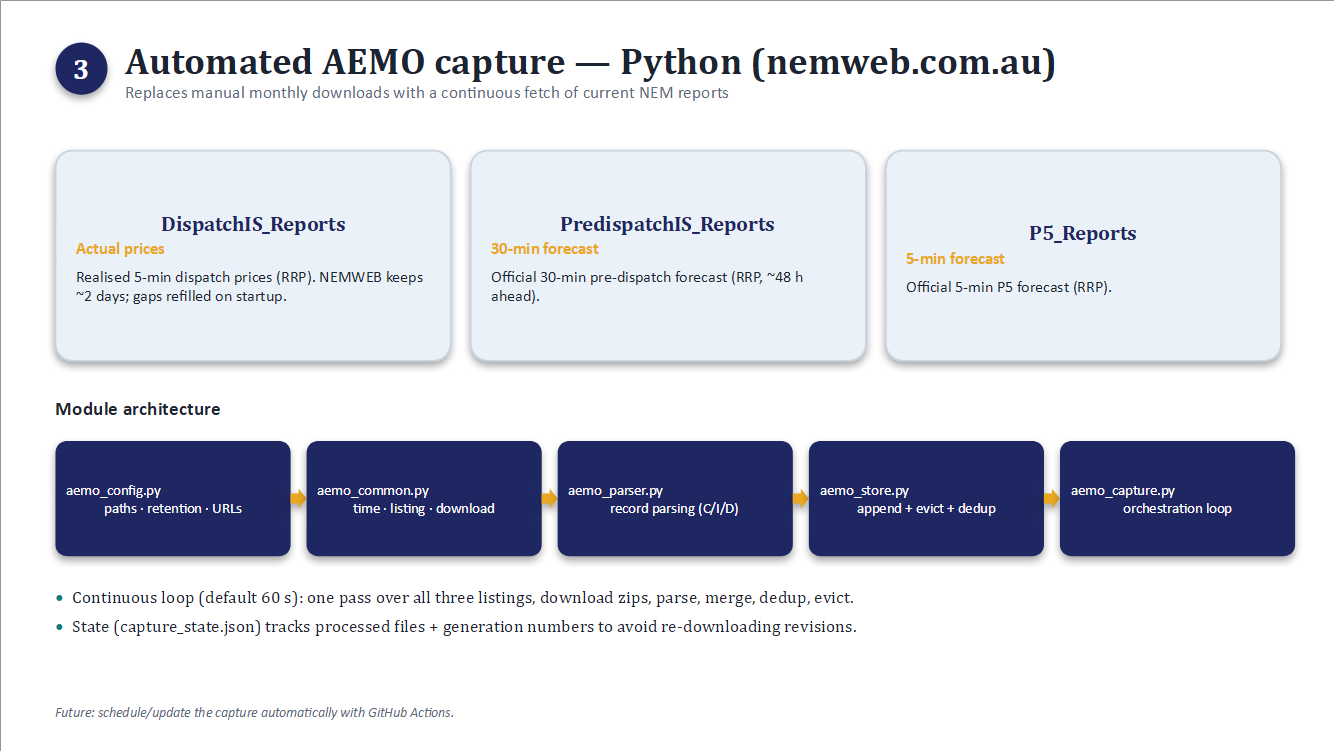 3
Automated AEMO capture — Python (nemweb.com.au)
Replaces manual monthly downloads with a continuous fetch of current NEM reports
DispatchIS_Reports
Actual prices
Realised 5-min dispatch prices (RRP). NEMWEB keeps
~2 days; gaps refilled on startup.
PredispatchIS_Reports
30-min forecast
Official 30-min pre-dispatch forecast (RRP, ~48 h
ahead).
P5_Reports
5-min forecast
Official 5-min P5 forecast (RRP).
Module architecture
aemo_config.py
paths · retention · URLs
aemo_common.py
time · listing · download
aemo_parser.py
record parsing (C/I/D)
aemo_store.py
append + evict + dedup
aemo_capture.py
orchestration loop
• Continuous loop (default 60 s): one pass over all three listings, download zips, parse, merge, dedup, evict.
• State (capture_state.json) tracks processed files + generation numbers to avoid re-downloading revisions.
Future: schedule/update the capture automatically with GitHub Actions.